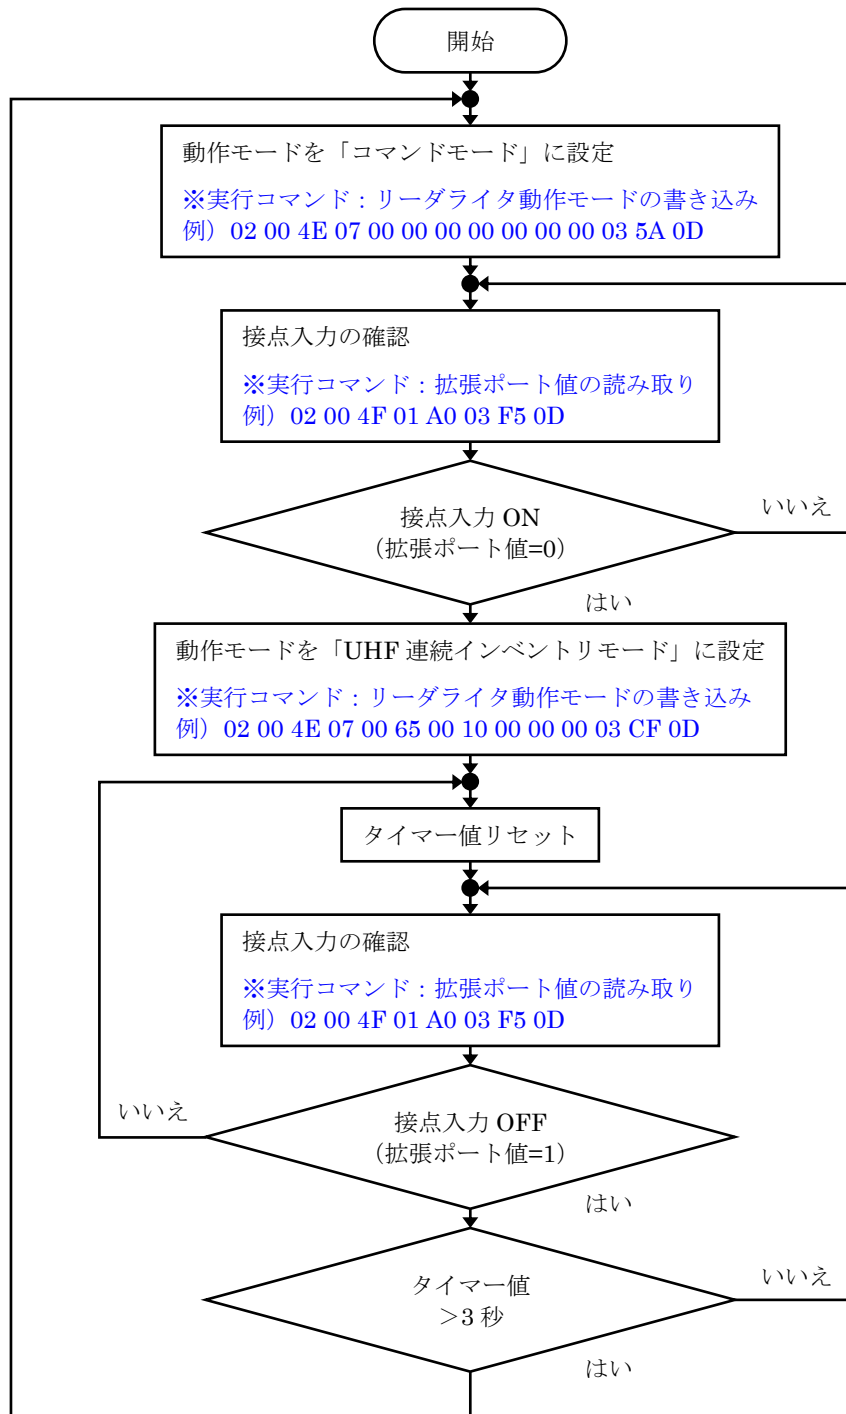 開始
動作モードを「コマンドモード」に設定
※実行コマンド：リーダライタ動作モードの書き込み
例）02 00 4E 07 00 00 00 00 00 00 00 03 5A 0D
接点入力の確認
※実行コマンド：拡張ポート値の読み取り
例）02 00 4F 01 A0 03 F5 0D
接点入力 ON
（拡張ポート値=0）
いいえ
はい
動作モードを「UHF 連続インベントリモード」に設定
※実行コマンド：リーダライタ動作モードの書き込み
例）02 00 4E 07 00 65 00 10 00 00 00 03 CF 0D
タイマー値リセット
接点入力の確認
※実行コマンド：拡張ポート値の読み取り
例）02 00 4F 01 A0 03 F5 0D
いいえ
接点入力 OFF
（拡張ポート値=1）
はい
タイマー値
＞3 秒
いいえ
はい